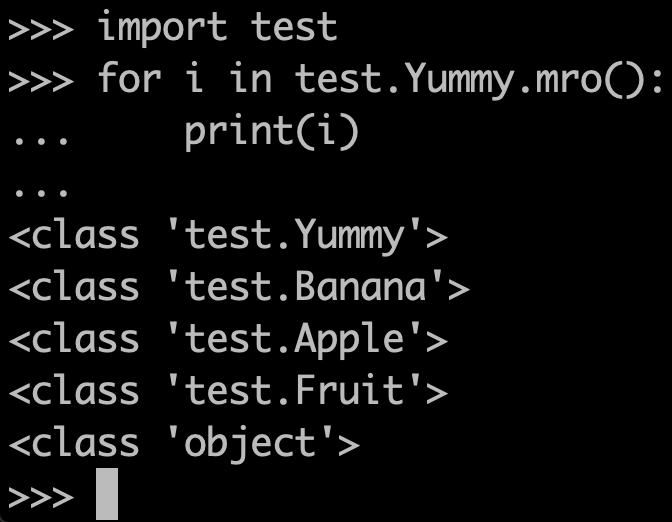 >>> import test
>>> for i in test.Yummy.mro():
...     print(i)
...
<class 'test.Yummy'>
<class 'test.Banana'>
<class 'test.Apple'>
<class 'test.Fruit'>
<class 'object'>
>>>